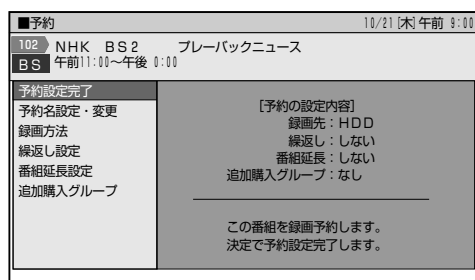 ■予約 10/21[木]午前 9:00
102 NHK BS2 プレーバックニュース
BS 午前11:00～午後 0:00
予約設定完了
予約名設定・変更
録画方法
繰返し設定
番組延長設定
追加購入グループ
[予約の設定内容]
録画先：HDD
繰返し：しない
番組延長：しない
追加購入グループ：なし
この番組を録画予約します。
決定で予約設定完了します。